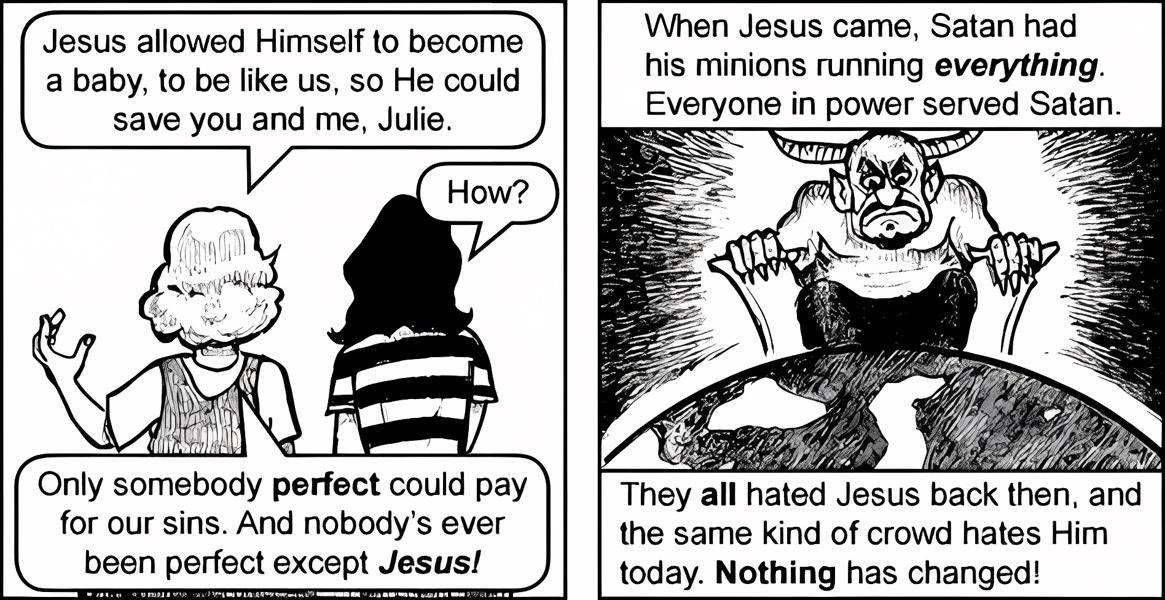 Jesus allowed Himself to become
a baby, to be like us, so He could
save you and me, Julie.
How?
Only somebody perfect could pay
for our sins. And nobody's ever
been perfect except Jesus!
When Jesus came, Satan had
his minions running everything.
Everyone in power served Satan.
They all hated Jesus back then, and
the same kind of crowd hates Him
today. Nothing has changed!